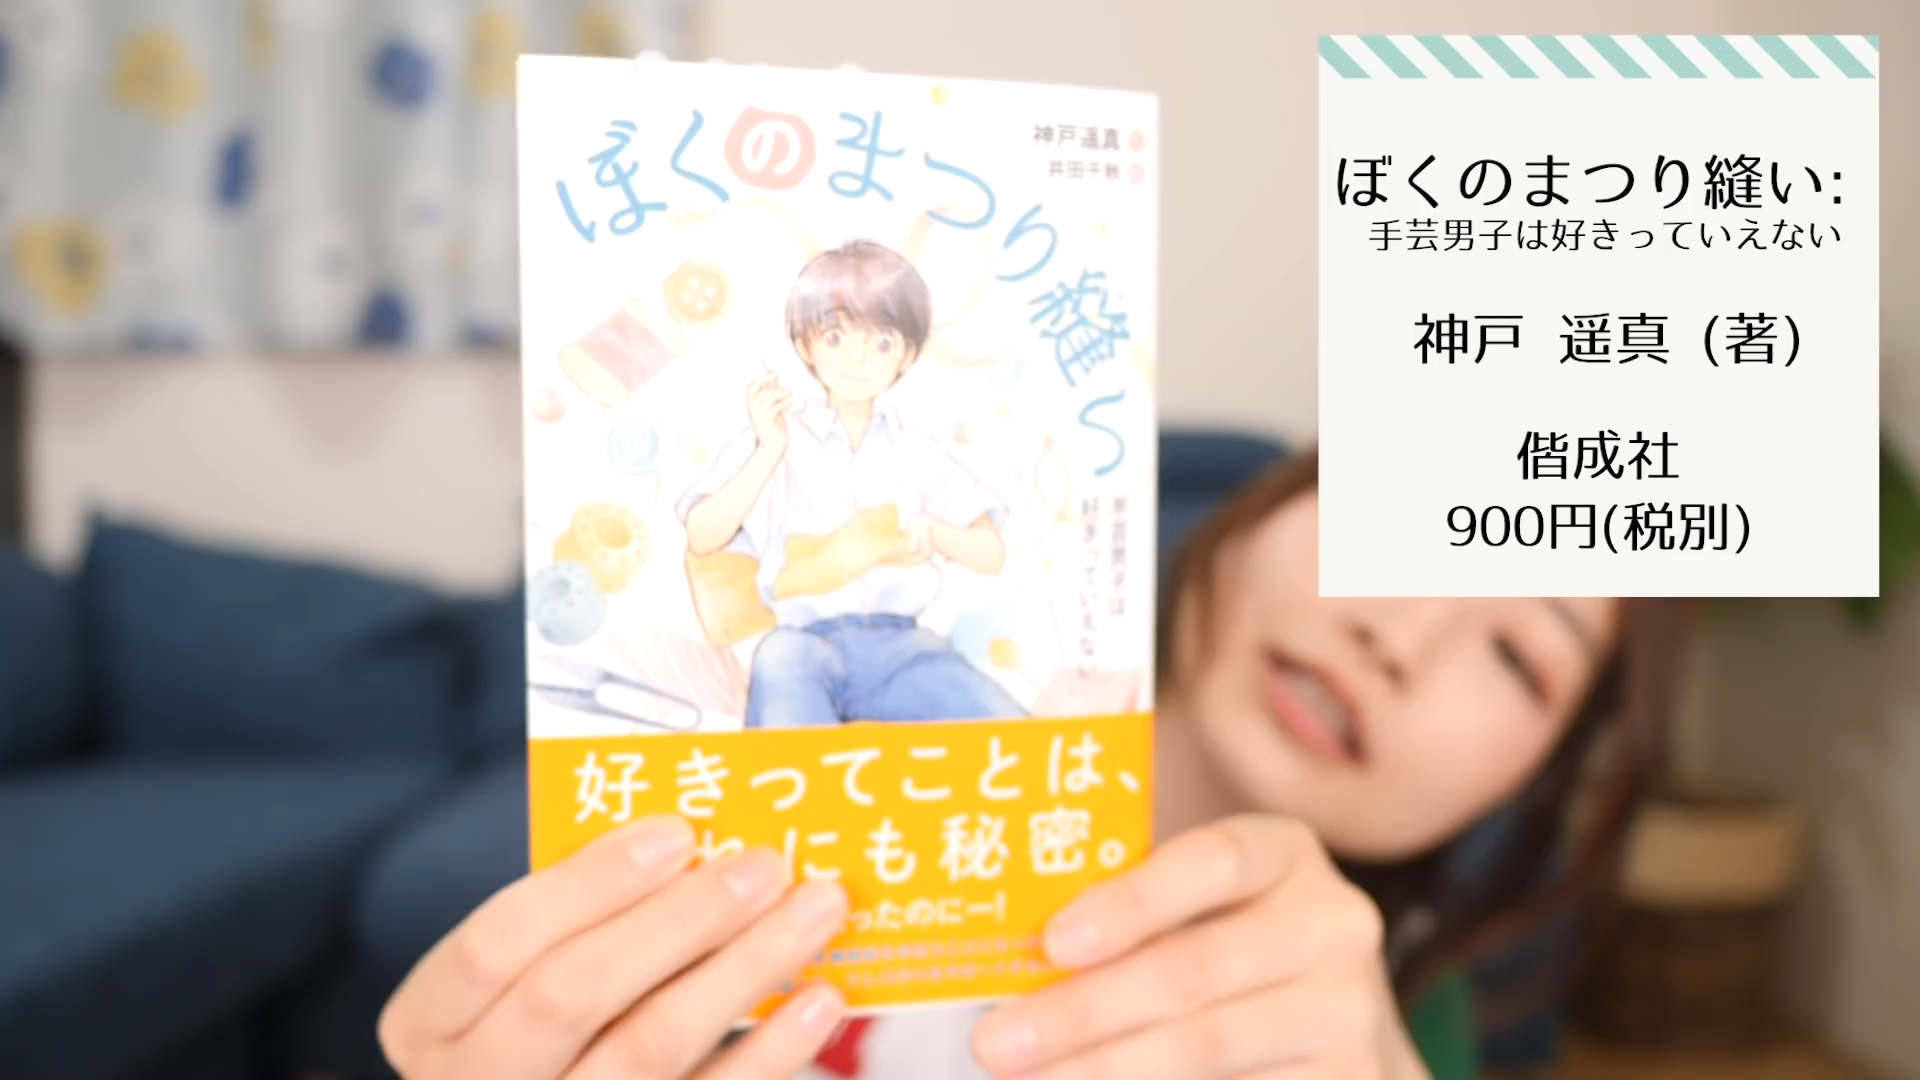 ぼくのまつり縫い
神戸遥真
井田千秋
手芸男子は
好きっていえない
好きってことは、
にも秘密。
ったのにー!
ぼくのまつり縫い:
手芸男子は好きっていえない
神戸 遥真 (著)
偕成社
900円(税別)